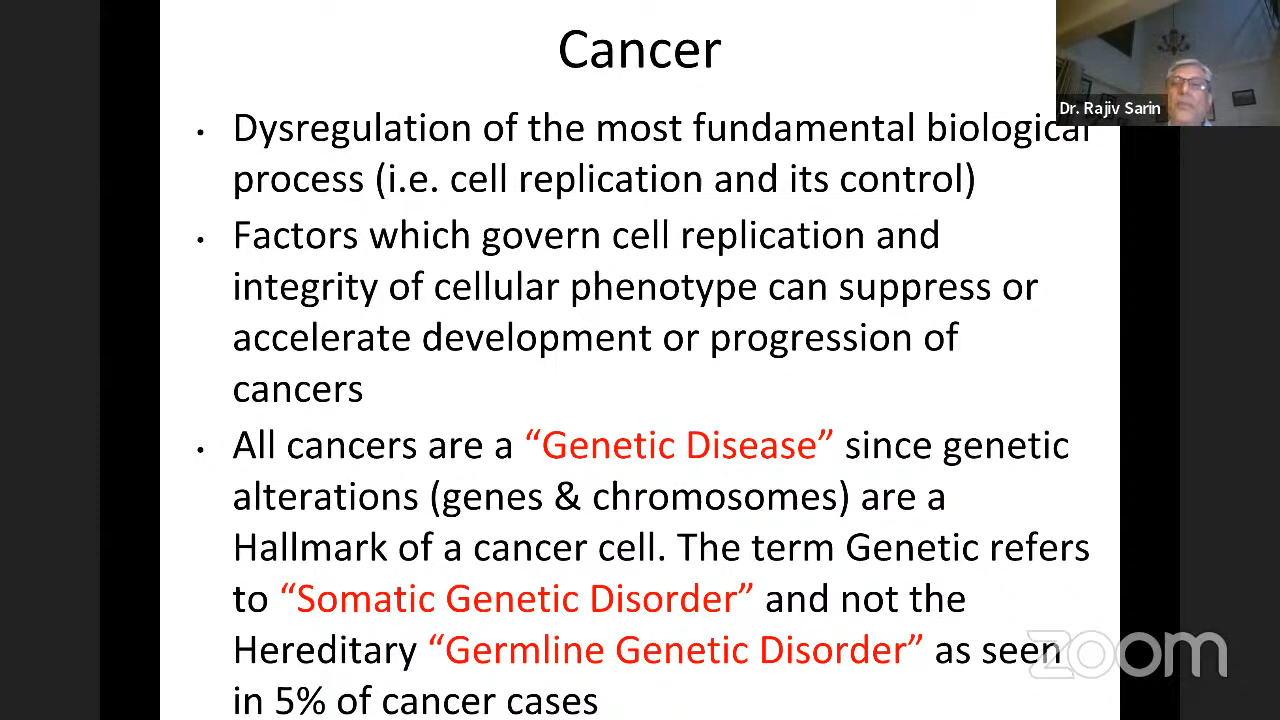 Cancer
Dr. Rajiv Sarin
• Dysregulation of the most fundamental biological
process (i.e. cell replication and its control)
• Factors which govern cell replication and
integrity of cellular phenotype can suppress or
accelerate development or progression of
cancers
• All cancers are a “Genetic Disease” since genetic
alterations (genes & chromosomes) are a
Hallmark of a cancer cell. The term Genetic refers
to “Somatic Genetic Disorder” and not the
Hereditary “Germline Genetic Disorder” as seen
in 5% of cancer cases
zoom